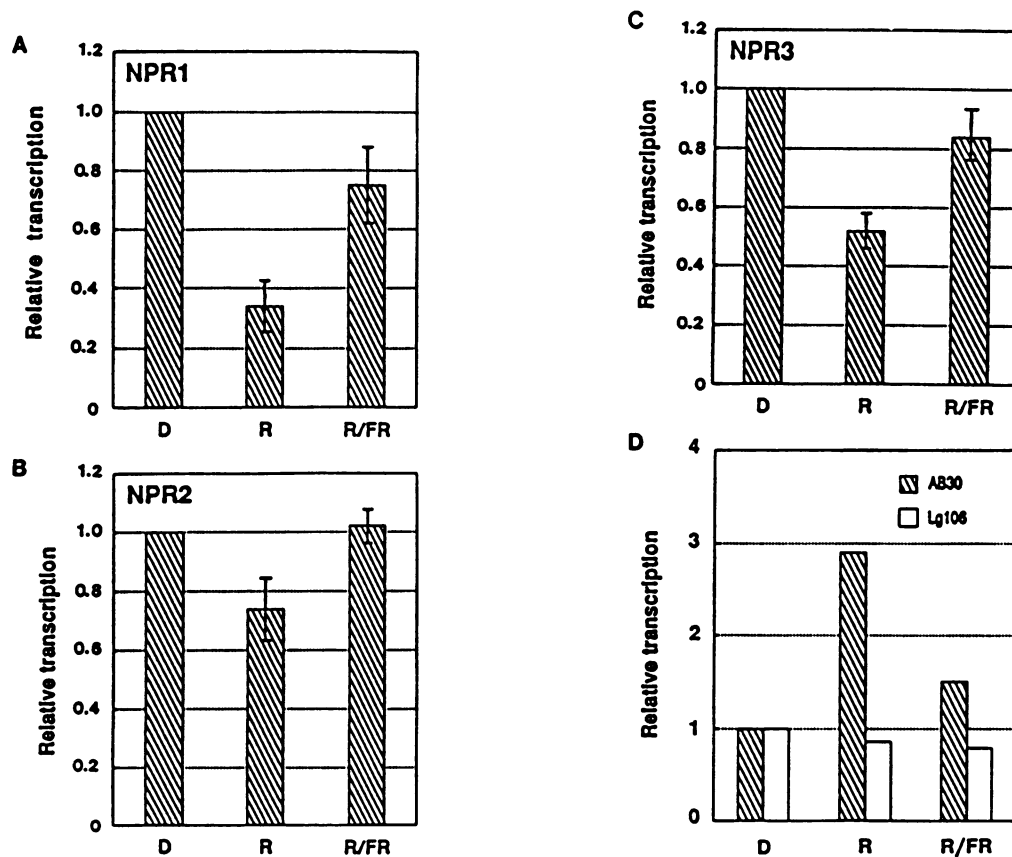 A
NPR1
Relative transcription
1.2
1.0
0.8
0.6
0.4
0.2
0
D R R/FR
B
NPR2
Relative transcription
1.2
1.0
0.8
0.6
0.4
0.2
0
D R R/FR
C
NPR3
Relative transcription
1.2
1.0
0.8
0.6
0.4
0.2
0
D R R/FR
D
Relative transcription
4
3
2
1
0
AB30
Lg106
D R R/FR